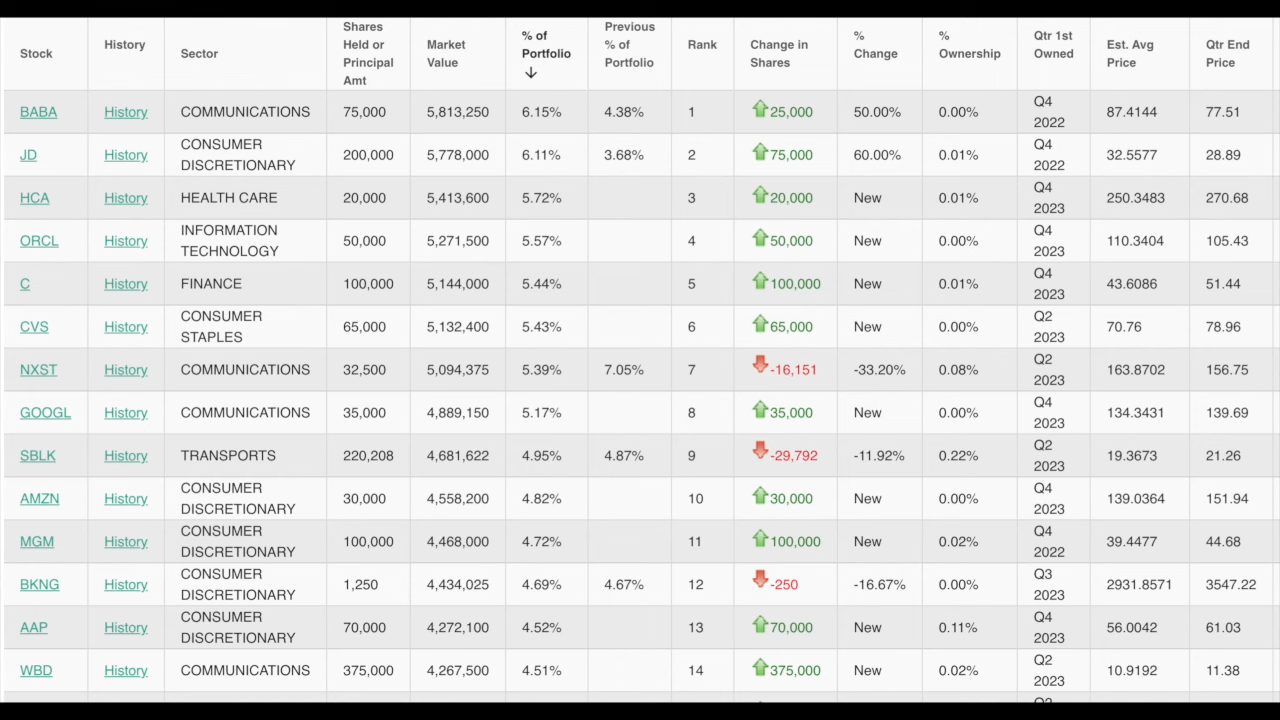 Stock History Sector Shares Held or Principal Amt Market Value % of Portfolio ↓ Previous % of Portfolio Rank Change in Shares % Change % Ownership Qtr 1st Owned Est. Avg Price Qtr End Price
BABA History COMMUNICATIONS 75,000 5,813,250 6.15% 4.38% 1 25,000 50.00% 0.00% Q4 2022 87.4144 77.51
JD History CONSUMER DISCRETIONARY 200,000 5,778,000 6.11% 3.68% 2 75,000 60.00% 0.01% Q4 2022 32.5577 28.89
HCA History HEALTH CARE 20,000 5,413,600 5.72% 3 20,000 New 0.01% Q4 2023 250.3483 270.68
ORCL History INFORMATION TECHNOLOGY 50,000 5,271,500 5.57% 4 50,000 New 0.00% Q4 2023 110.3404 105.43
C History FINANCE 100,000 5,144,000 5.44% 5 100,000 New 0.01% Q4 2023 43.6086 51.44
CVS History CONSUMER STAPLES 65,000 5,132,400 5.43% 6 65,000 New 0.00% Q2 2023 70.76 78.96
NXST History COMMUNICATIONS 32,500 5,094,375 5.39% 7.05% 7 -16,151 -33.20% 0.08% Q2 2023 163.8702 156.75
GOOGL History COMMUNICATIONS 35,000 4,889,150 5.17% 8 35,000 New 0.00% Q4 2023 134.3431 139.69
SBLK History TRANSPORTS 220,208 4,681,622 4.95% 4.87% 9 -29,792 -11.92% 0.22% Q2 2023 19.3673 21.26
AMZN History CONSUMER DISCRETIONARY 30,000 4,558,200 4.82% 10 30,000 New 0.00% Q4 2023 139.0364 151.94
MGM History CONSUMER DISCRETIONARY 100,000 4,468,000 4.72% 11 100,000 New 0.02% Q4 2022 39.4477 44.68
BKNG History CONSUMER DISCRETIONARY 1,250 4,434,025 4.69% 4.67% 12 -250 -16.67% 0.00% Q3 2023 2931.8571 3547.22
AAP History CONSUMER DISCRETIONARY 70,000 4,272,100 4.52% 13 70,000 New 0.11% Q4 2023 56.0042 61.03
WBD History COMMUNICATIONS 375,000 4,267,500 4.51% 14 375,000 New 0.02% Q2 2023 10.9192 11.38